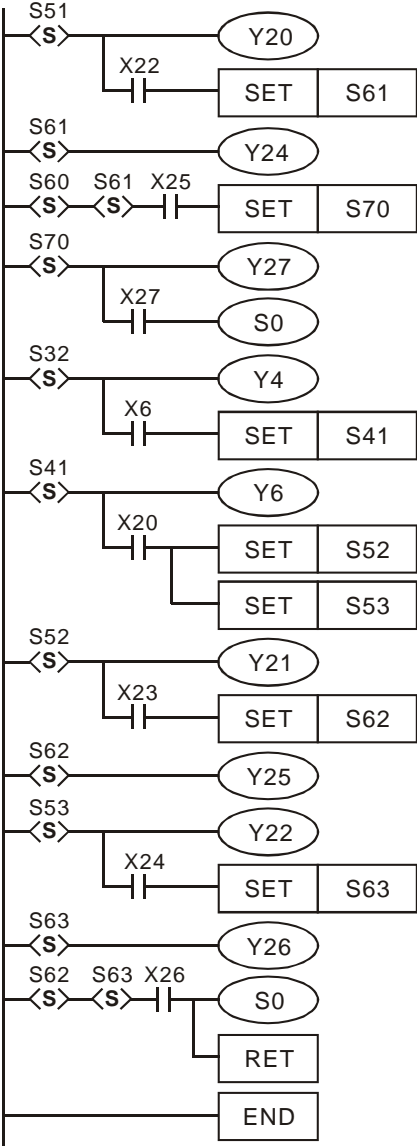 S51
S Y20
X22
SET S61
S61
S Y24
S60 S61 X25
S S SET S70
S70
S Y27
X27
S0
S32
S Y4
X6
SET S41
S41
S Y6
X20
SET S52
SET S53
S52
S Y21
X23
SET S62
S62
S Y25
S53
S Y22
X24
SET S63
S63
S Y26
S62 S63 X26
S S S0
RET
END